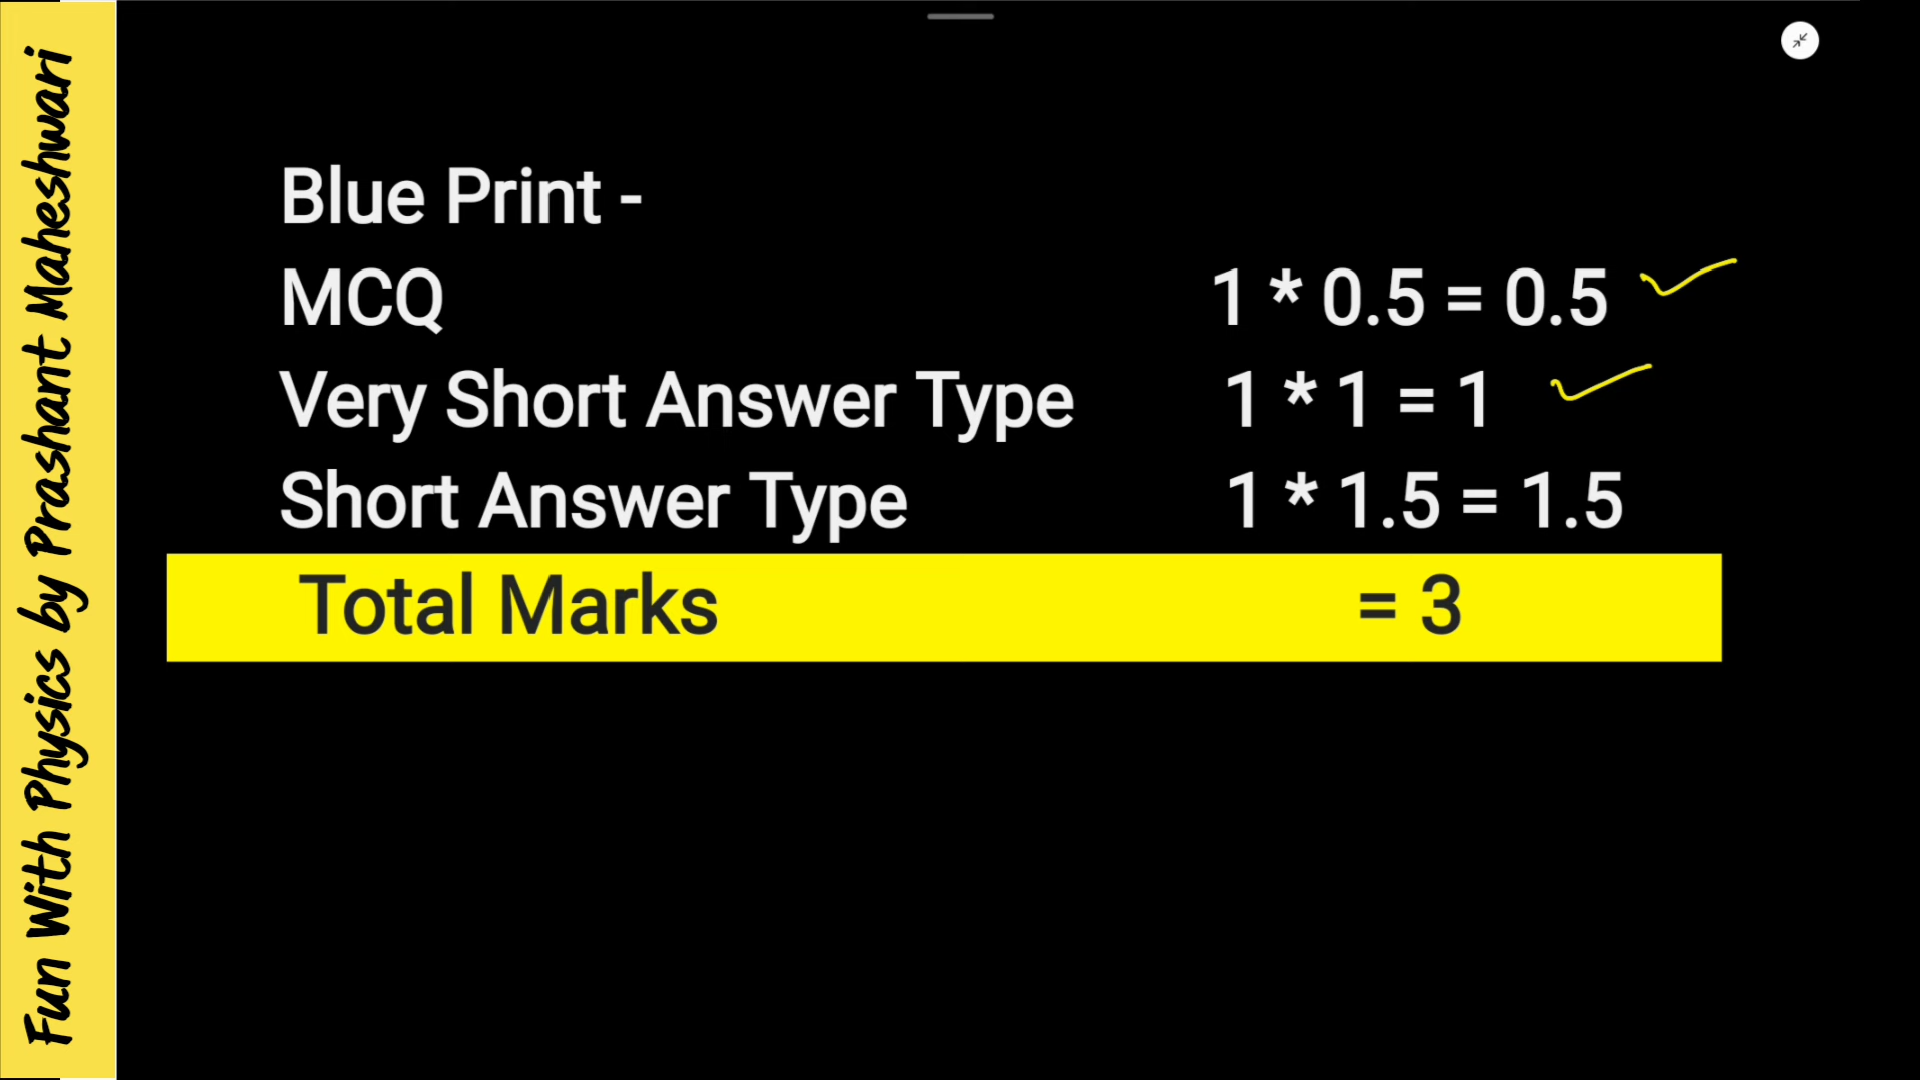 Fun With Physics by Prashant Maheshwari
Blue Print -
MCQ 1 * 0.5 = 0.5
Very Short Answer Type 1 * 1 = 1
Short Answer Type 1 * 1.5 = 1.5
Total Marks = 3